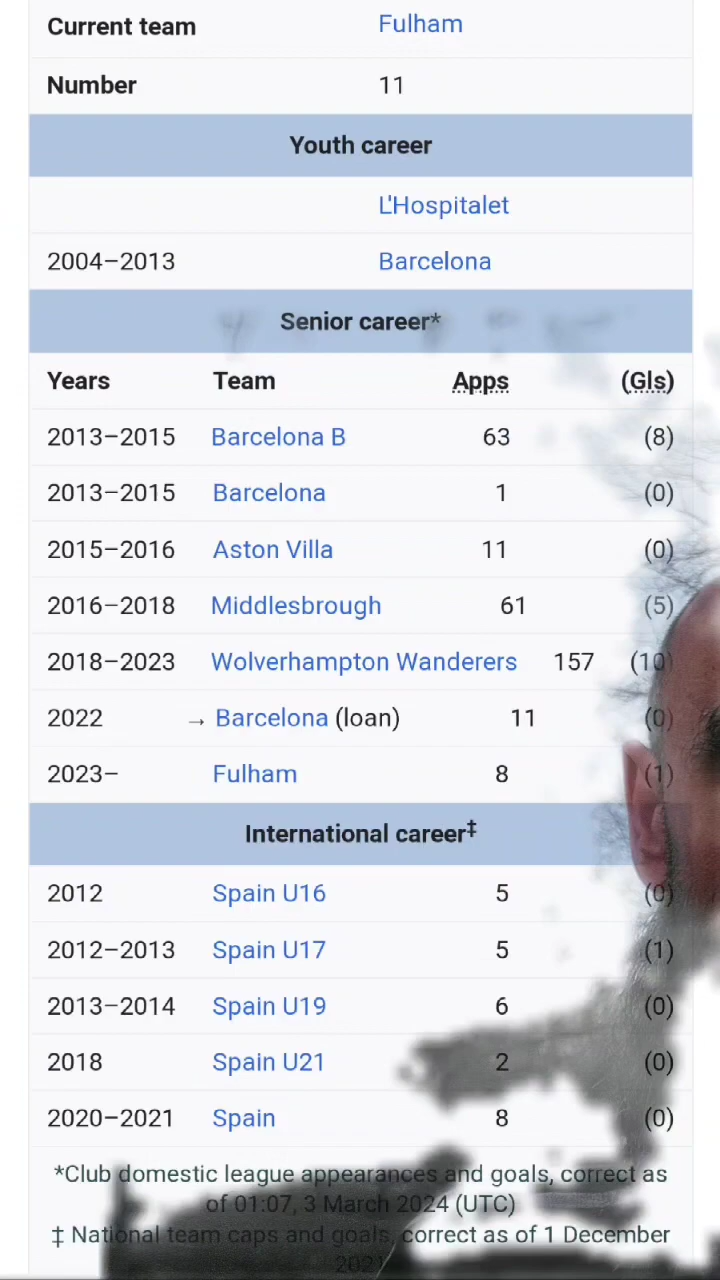 Current team Fulham
Number 11
Youth career
L'Hospitalet
2004–2013 Barcelona
Senior career*
Years Team Apps (Gls)
2013–2015 Barcelona B 63 (8)
2013–2015 Barcelona 1 (0)
2015–2016 Aston Villa 11 (0)
2016–2018 Middlesbrough 61 (5)
2018–2023 Wolverhampton Wanderers 157 (10)
2022 → Barcelona (loan) 11 (0)
2023– Fulham 8 (1)
International career‡
2012 Spain U16 5 (0)
2012–2013 Spain U17 5 (1)
2013–2014 Spain U19 6 (0)
2018 Spain U21 2 (0)
2020–2021 Spain 8 (0)
*Club domestic league appearances and goals, correct as
of 01:07, 3 March 2024 (UTC)
‡ National team caps and goals, correct as of 1 December